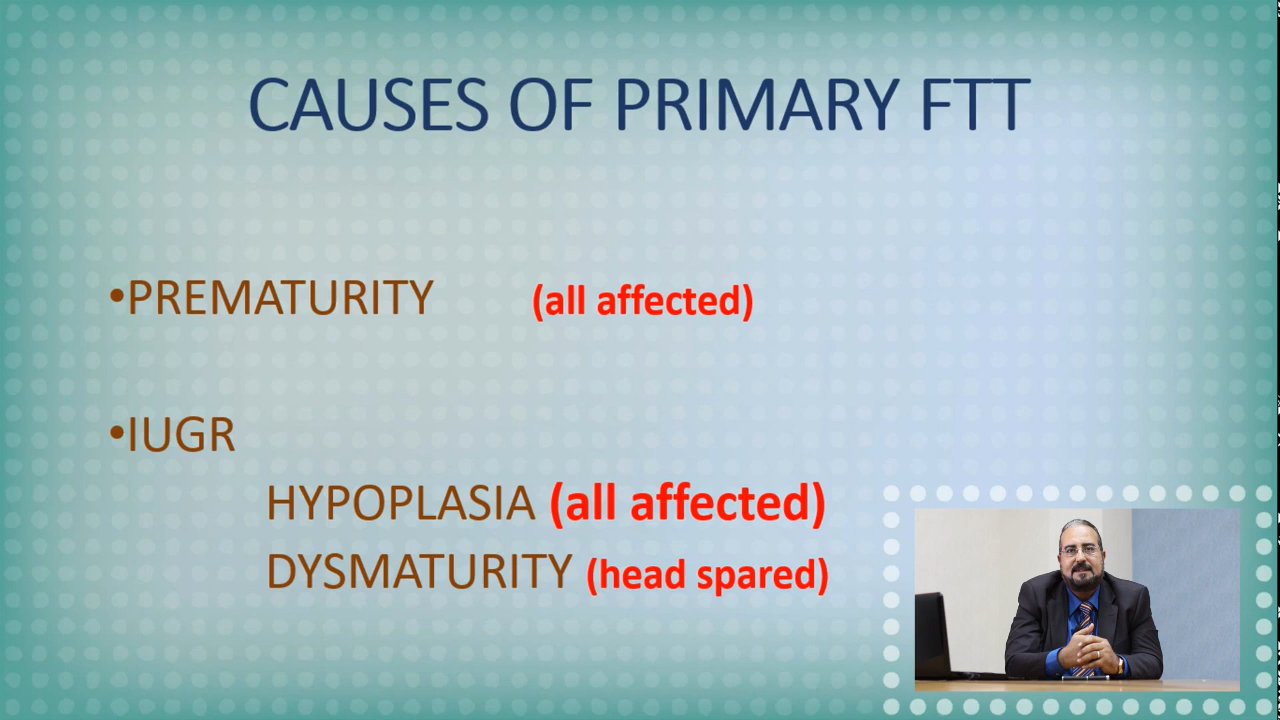 CAUSES OF PRIMARY FTT
•PREMATURITY (all affected)
•IUGR
HYPOPLASIA (all affected)
DYSMATURITY (head spared)